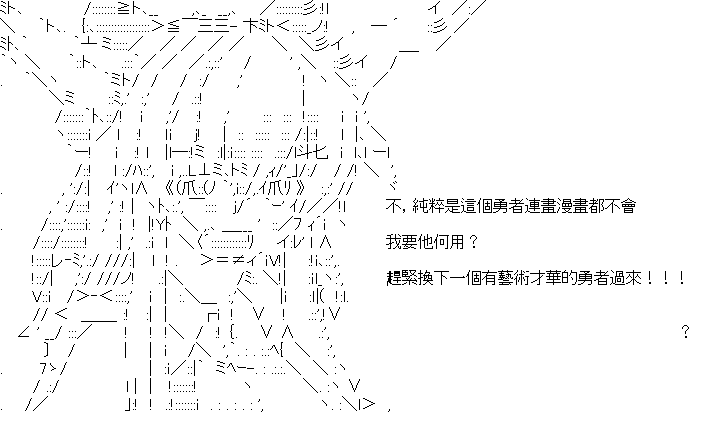 不，純粹是這個勇者連畫漫畫都不會
我要他何用？
趕緊換下一個有藝術才華的勇者過來！！！
？